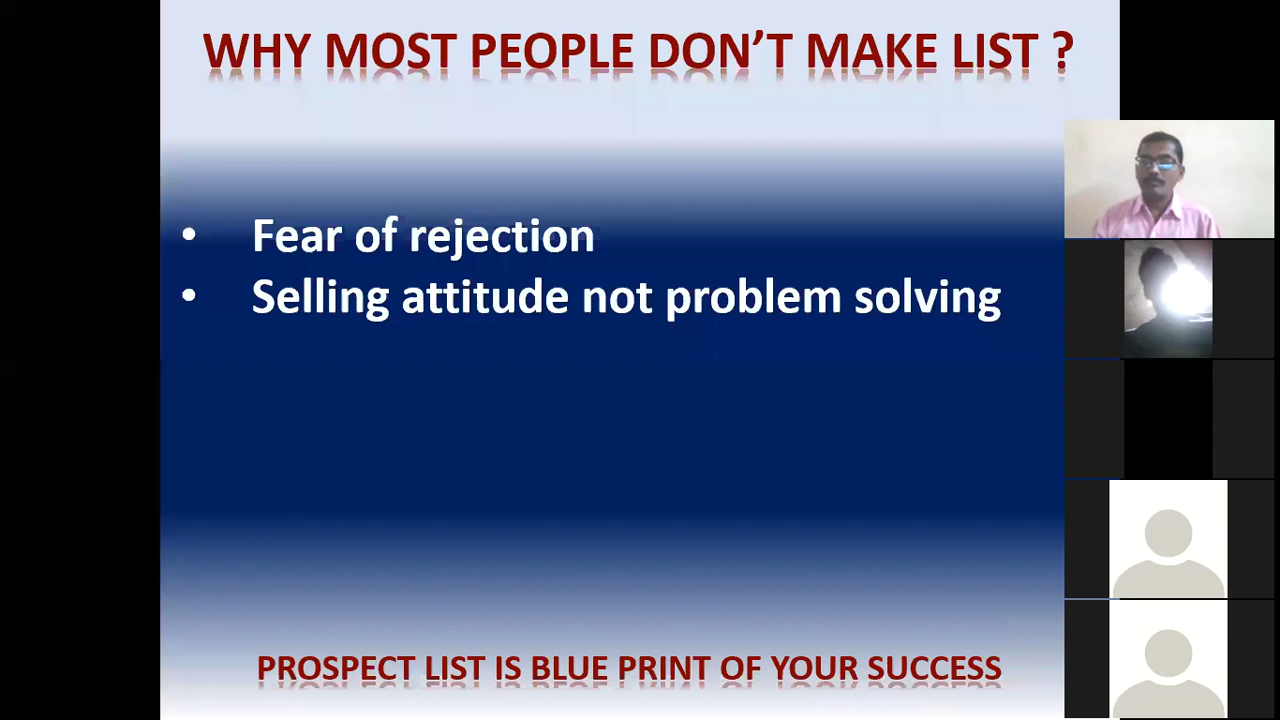 WHY MOST PEOPLE DON’T MAKE LIST ?
• Fear of rejection
• Selling attitude not problem solving
PROSPECT LIST IS BLUE PRINT OF YOUR SUCCESS